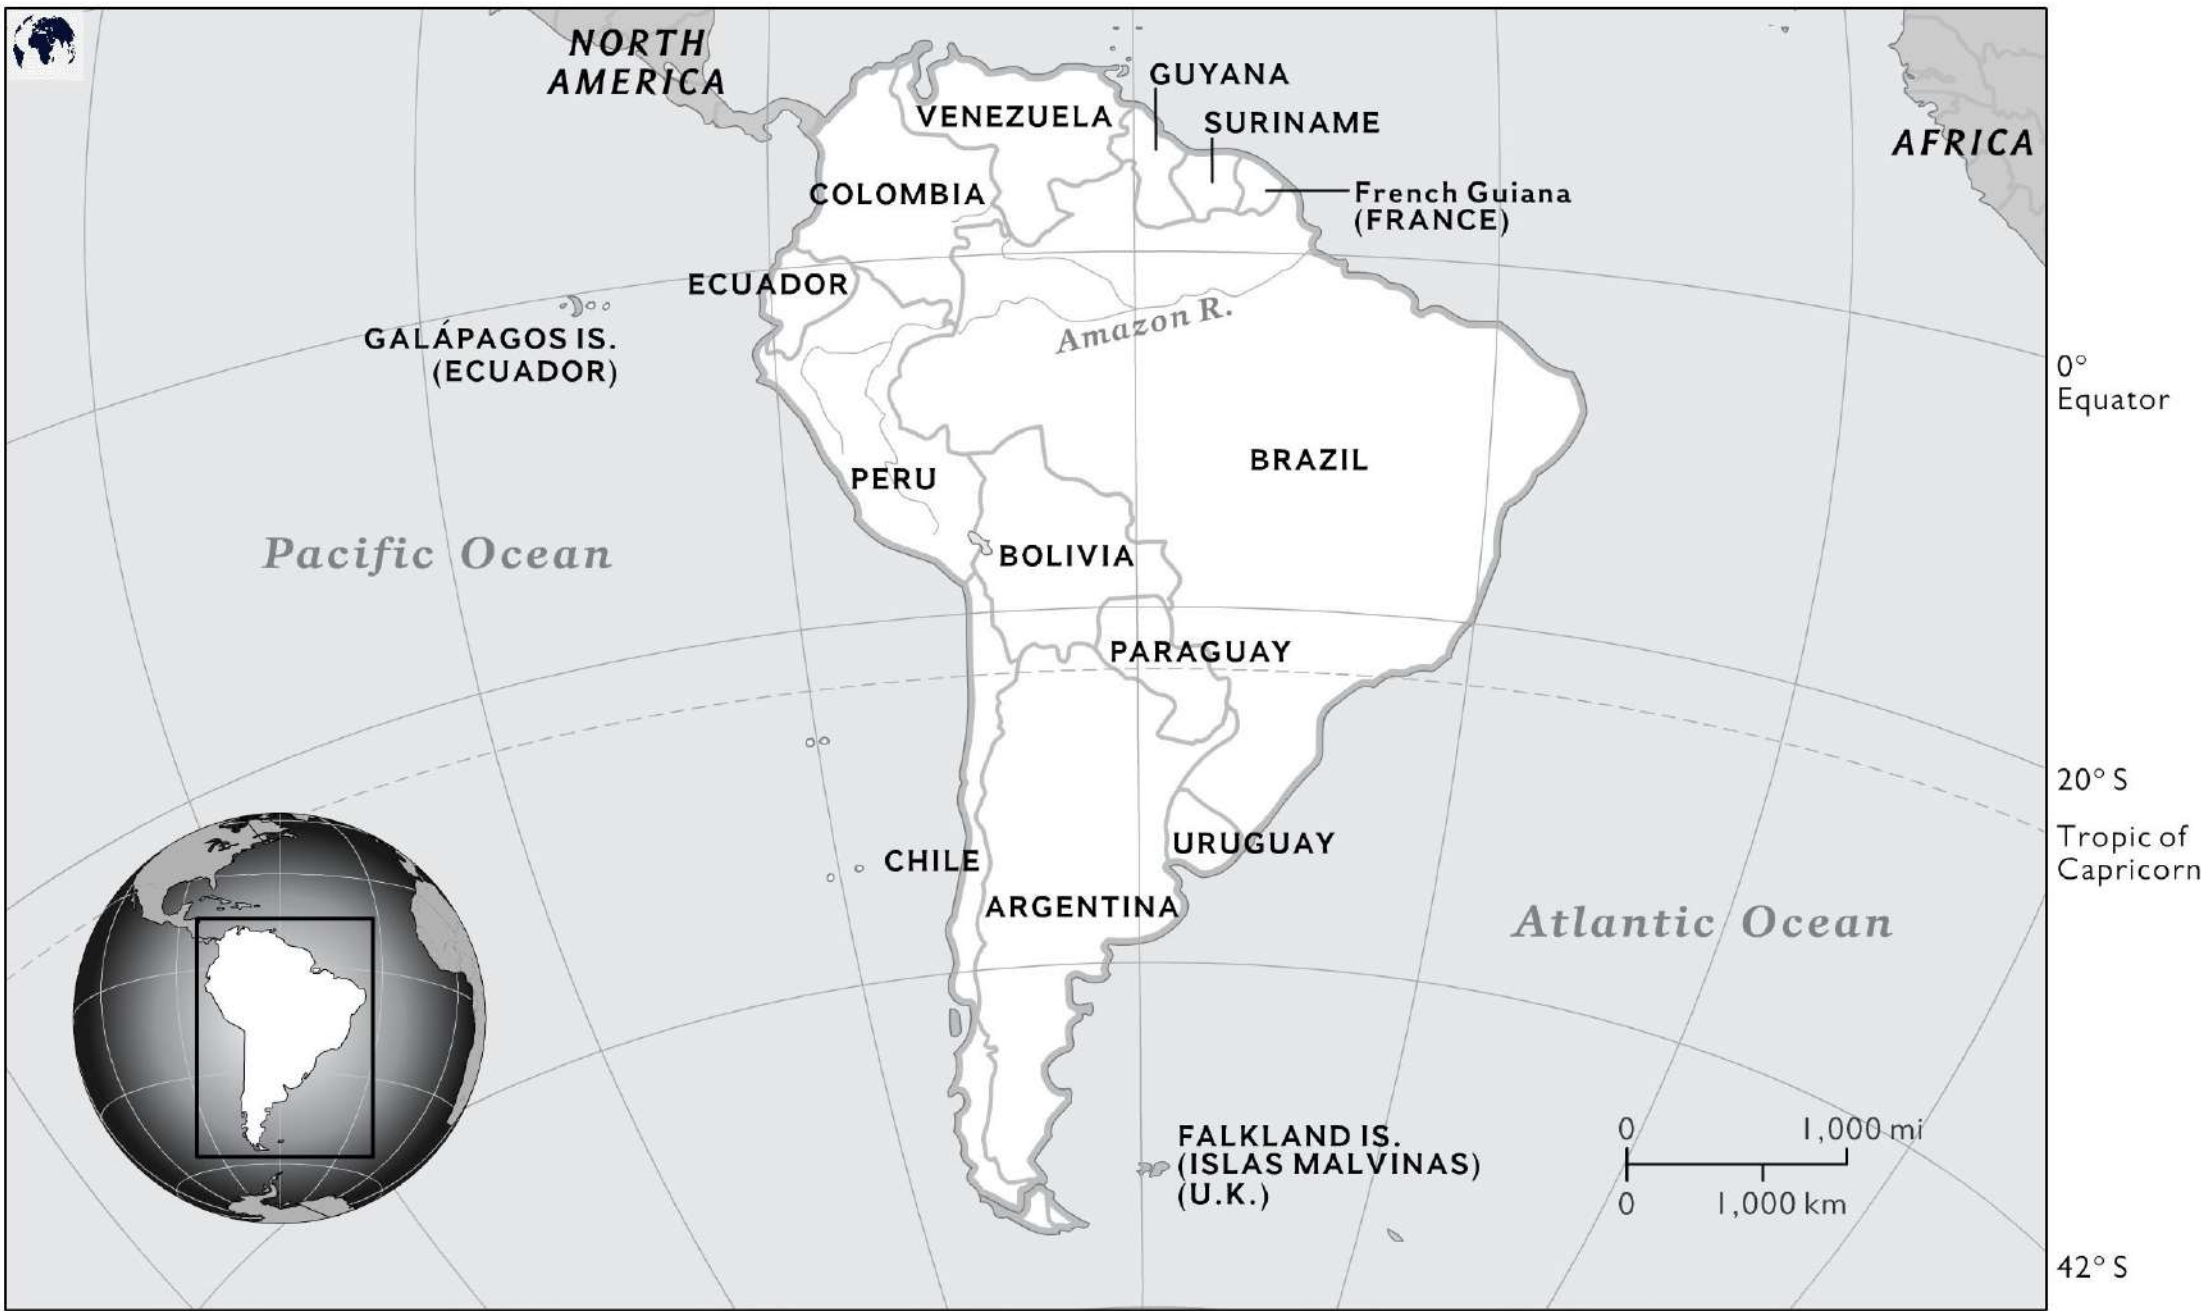 NORTH
AMERICA
GUYANA
VENEZUELA
SURINAME
AFRICA
COLOMBIA
French Guiana
(FRANCE)
ECUADOR
GALÁPAGOS IS.
(ECUADOR)
Amazon R.
0°
Equator
BRAZIL
PERU
Pacific Ocean
BOLIVIA
PARAGUAY
20° S
Tropic of
Capricorn
URUGUAY
CHILE
ARGENTINA
Atlantic Ocean
FALKLAND IS.
(ISLAS MALVINAS)
(U.K.)
0 1,000 mi
0 1,000 km
42° S